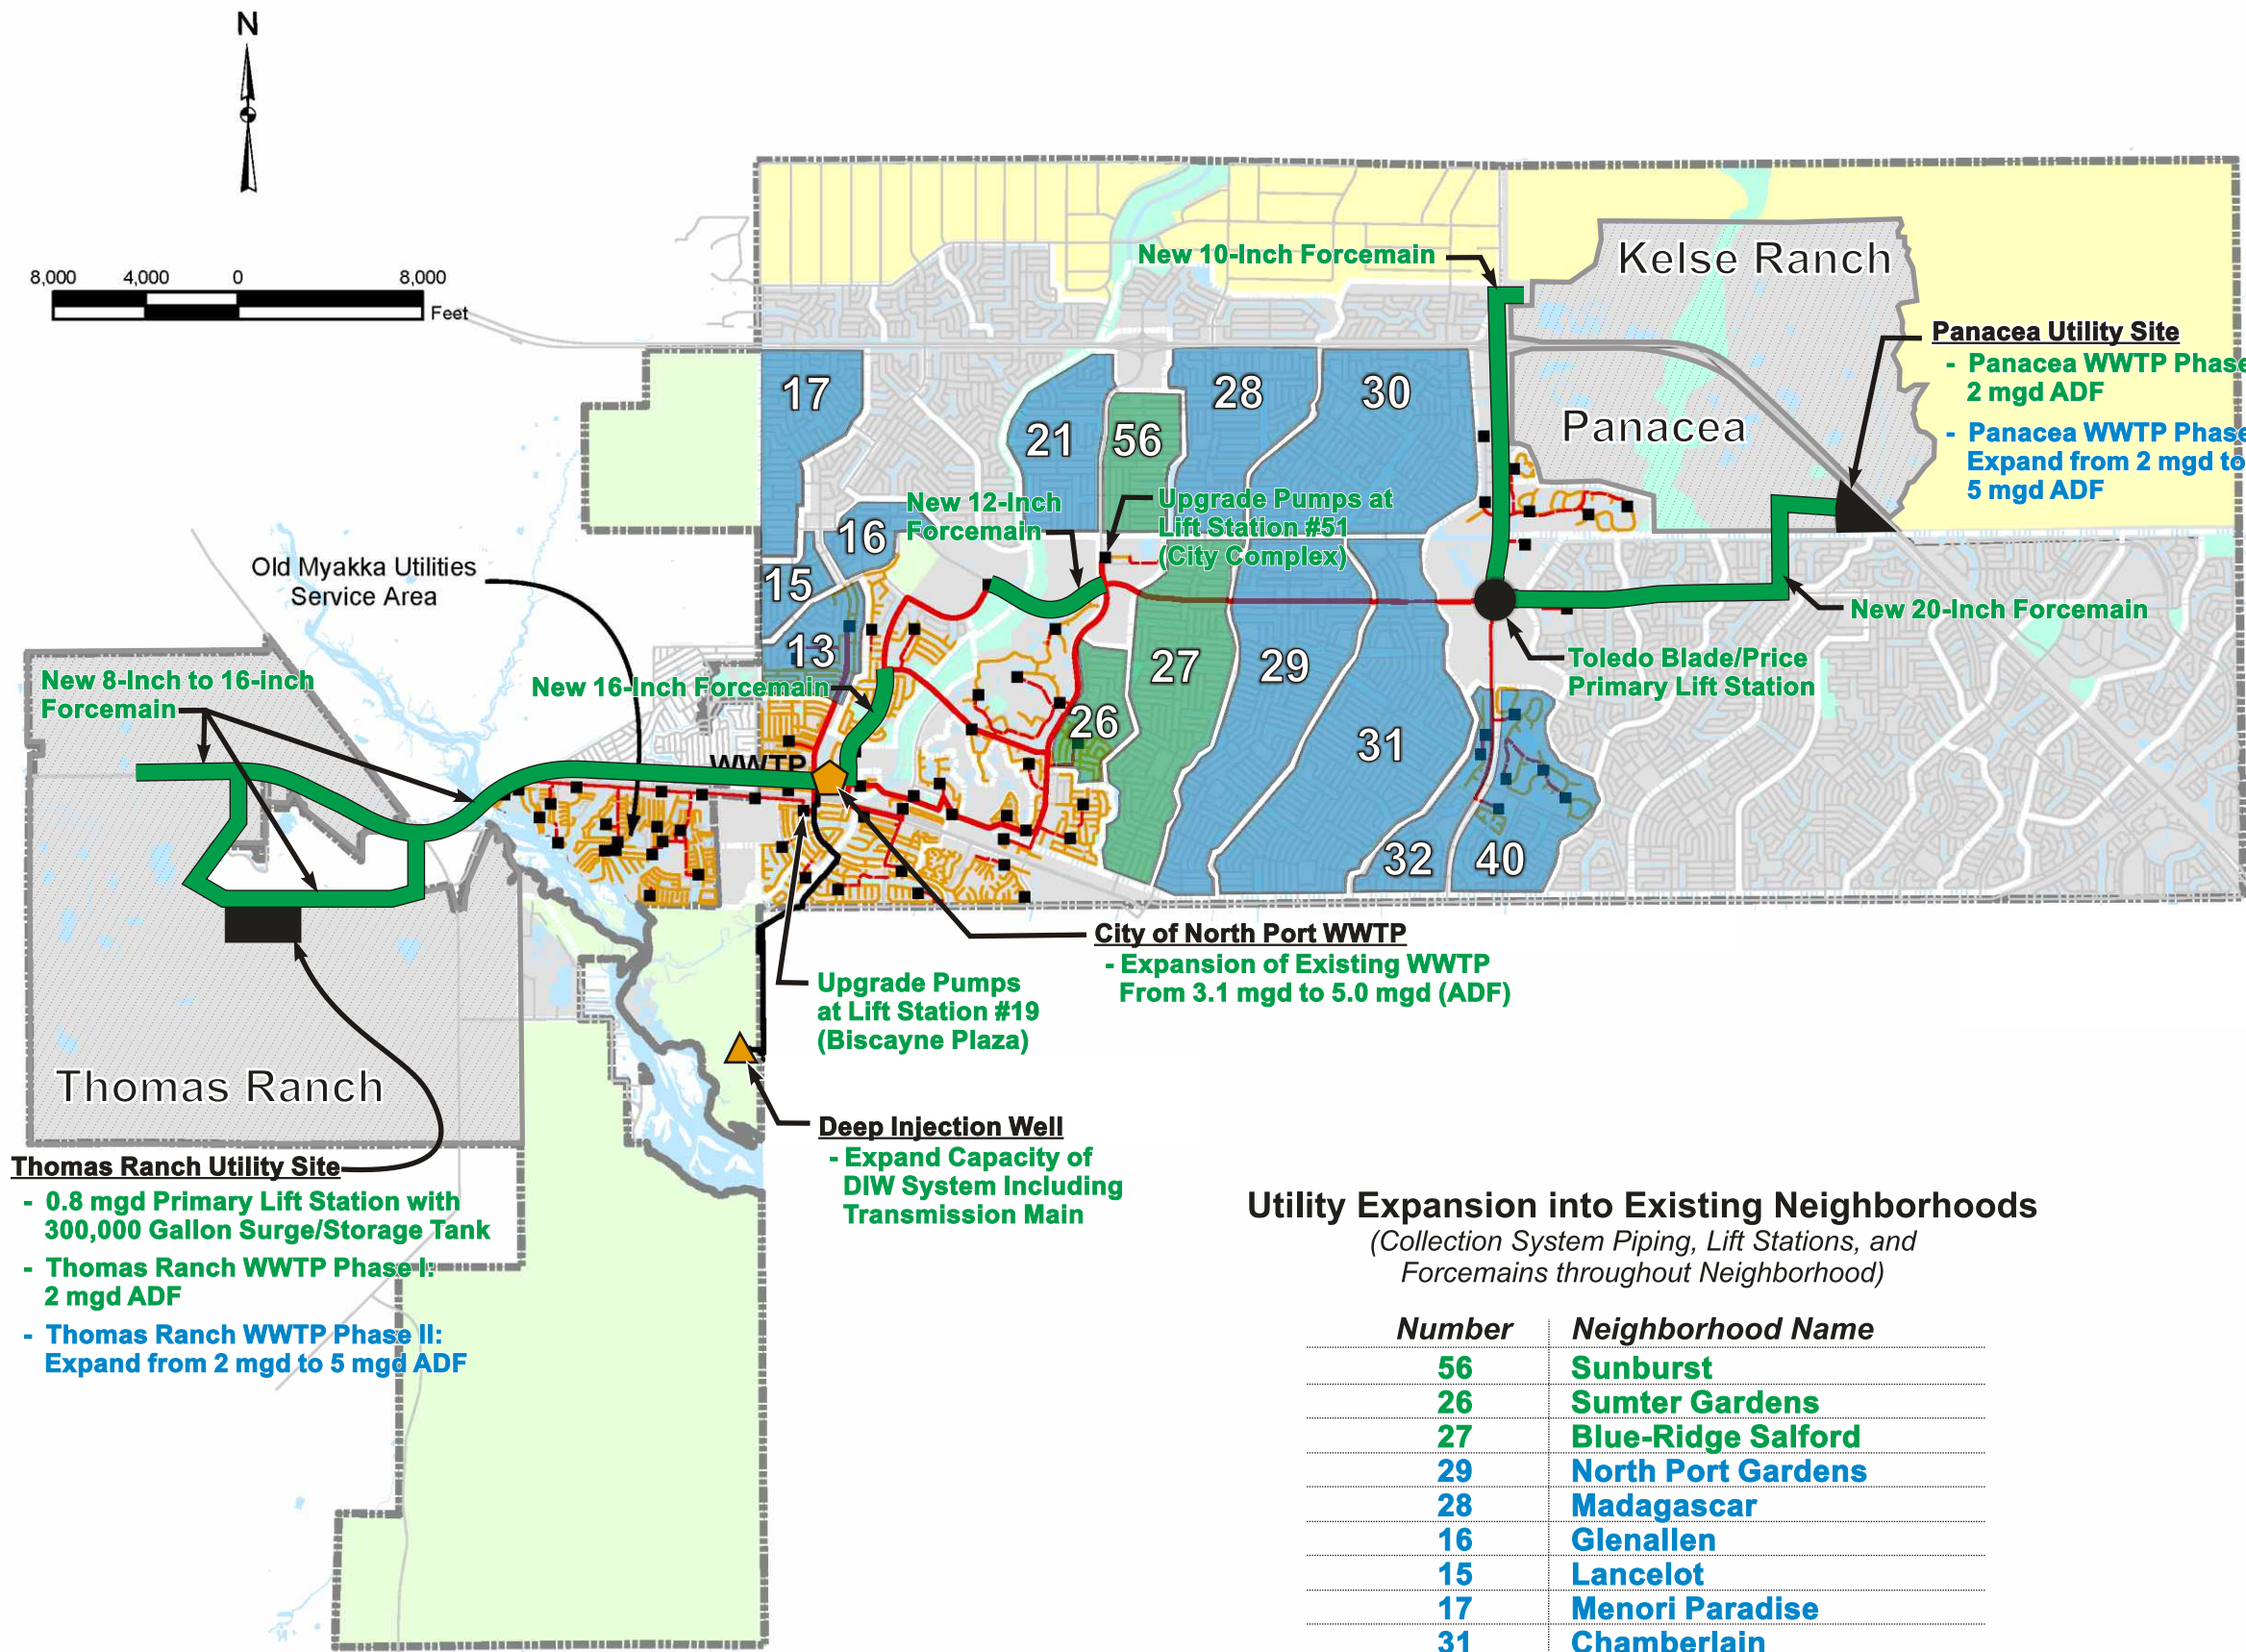 N
8,000 4,000 0 8,000
Feet
New 10-Inch Forcemain
Kelse Ranch
Panacea Utility Site
- Panacea WWTP Phase
2 mgd ADF
- Panacea WWTP Phase
Expand from 2 mgd to
5 mgd ADF
Panacea
17
21
56
28
30
New 12-Inch
Forcemain
Upgrade Pumps at
Lift Station #51
(City Complex)
16
15
13
Old Myakka Utilities
Service Area
New 20-Inch Forcemain
Toledo Blade/Price
Primary Lift Station
27
29
26
31
32
40
New 8-Inch to 16-inch
Forcemain
New 16-Inch Forcemain
WWTP
City of North Port WWTP
- Expansion of Existing WWTP
From 3.1 mgd to 5.0 mgd (ADF)
Upgrade Pumps
at Lift Station #19
(Biscayne Plaza)
Thomas Ranch
Deep Injection Well
- Expand Capacity of
DIW System Including
Transmission Main
Thomas Ranch Utility Site
- 0.8 mgd Primary Lift Station with
300,000 Gallon Surge/Storage Tank
- Thomas Ranch WWTP Phase I:
2 mgd ADF
- Thomas Ranch WWTP Phase II:
Expand from 2 mgd to 5 mgd ADF
Utility Expansion into Existing Neighborhoods
(Collection System Piping, Lift Stations, and
Forcemains throughout Neighborhood)
Number Neighborhood Name
56 Sunburst
26 Sumter Gardens
27 Blue-Ridge Salford
29 North Port Gardens
28 Madagascar
16 Glenallen
15 Lancelot
17 Menori Paradise
31 Chamberlain